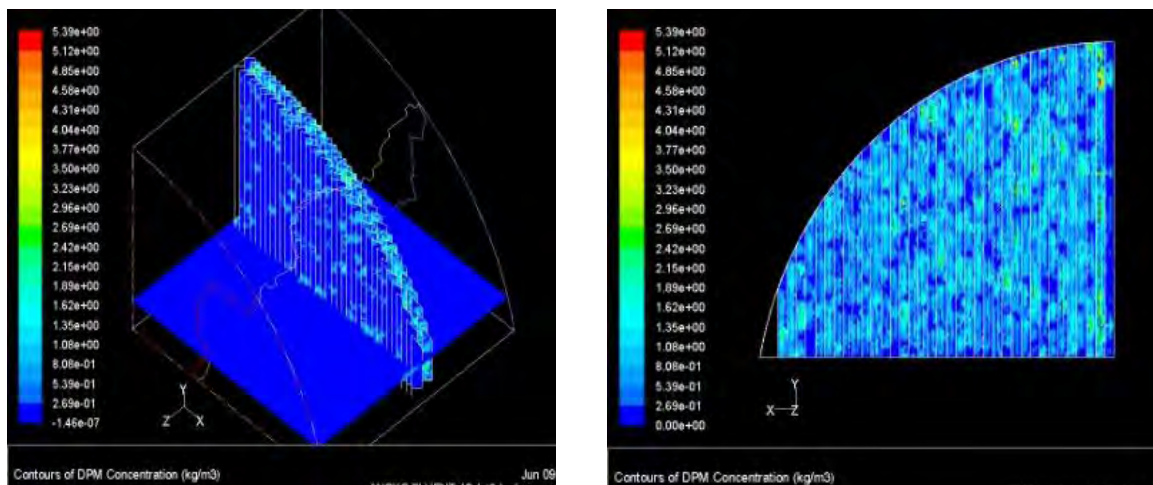 5.39e+00
5.12e+00
4.85e+00
4.58e+00
4.31e+00
4.04e+00
3.77e+00
3.50e+00
3.23e+00
2.96e+00
2.69e+00
2.42e+00
2.15e+00
1.89e+00
1.62e+00
1.35e+00
1.08e+00
8.08e-01
5.39e-01
2.69e-01
-1.46e-07
Y
Z X
Contours of DPM Concentration (kg/m3) Jun 09
5.39e+00
5.12e+00
4.85e+00
4.58e+00
4.31e+00
4.04e+00
3.77e+00
3.50e+00
3.23e+00
2.96e+00
2.69e+00
2.42e+00
2.15e+00
1.89e+00
1.62e+00
1.35e+00
1.08e+00
8.08e-01
5.39e-01
2.69e-01
0.00e+00
Y
X Z
Contours of DPM Concentration (kg/m3)